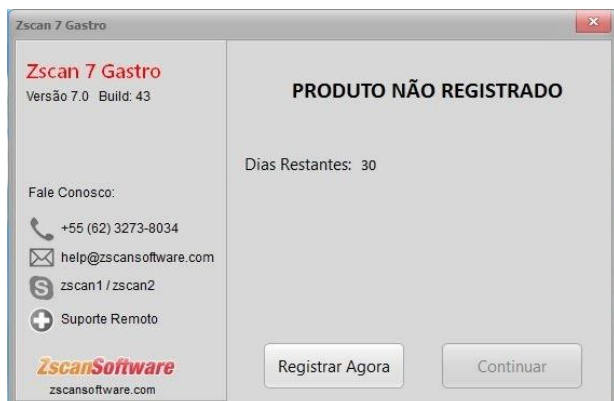 Zscan 7 Gastro
Zscan 7 Gastro
Versão 7.0 Build: 43
Fale Conosco:
+55 (62) 3273-8034
help@zscansoftware.com
zscan1 / zscan2
Suporte Remoto
ZscanSoftware
zscansoftware.com
PRODUTO NÃO REGISTRADO
Dias Restantes: 30
Registrar Agora
Continuar